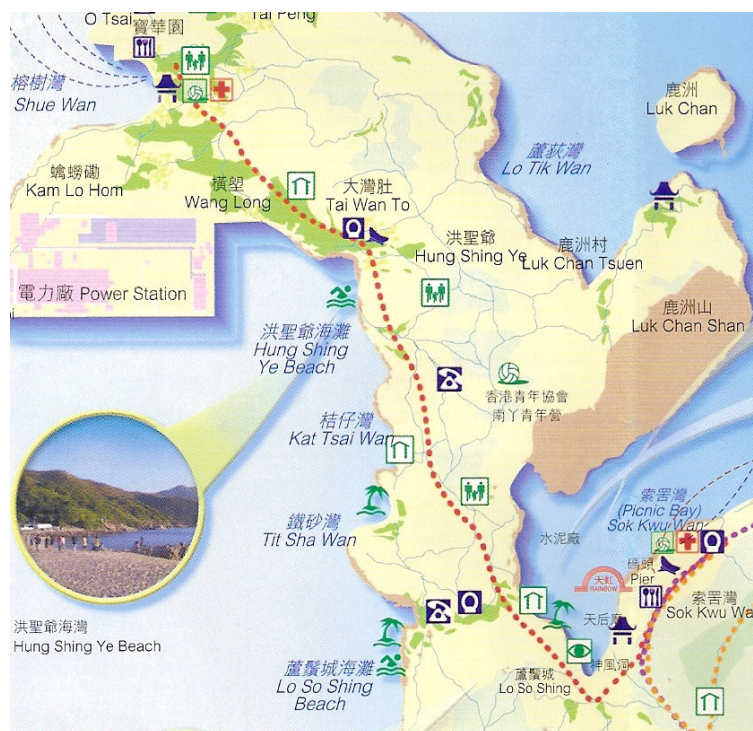 O Tsai
寶華園
Tai Peng
榕樹灣
Shue Wan
鹿洲
Luk Chan
蘆荻灣
Lo Tik Wan
蠄蟧磡
Kam Lo Hom
橫塱
Wang Long
大灣肚
Tai Wan To
洪聖爺
Hung Shing Ye
鹿洲村
Luk Chan Tsuen
電力廠 Power Station
鹿洲山
Luk Chan Shan
洪聖爺海灘
Hung Shing
Ye Beach
香港青年協會
南丫青年營
桔仔灣
Kat Tsai Wan
索罟灣
(Picnic Bay)
Sok Kwu Wan
鐵砂灣
Tit Sha Wan
水泥廠
碼頭
Pier
天虹
RAINBOW
索罟灣
Sok Kwu Wa
天后廟
洪聖爺海灣
Hung Shing Ye Beach
神風洞
蘆鬚城海灘
Lo So Shing
Beach
蘆鬚城
Lo So Shing